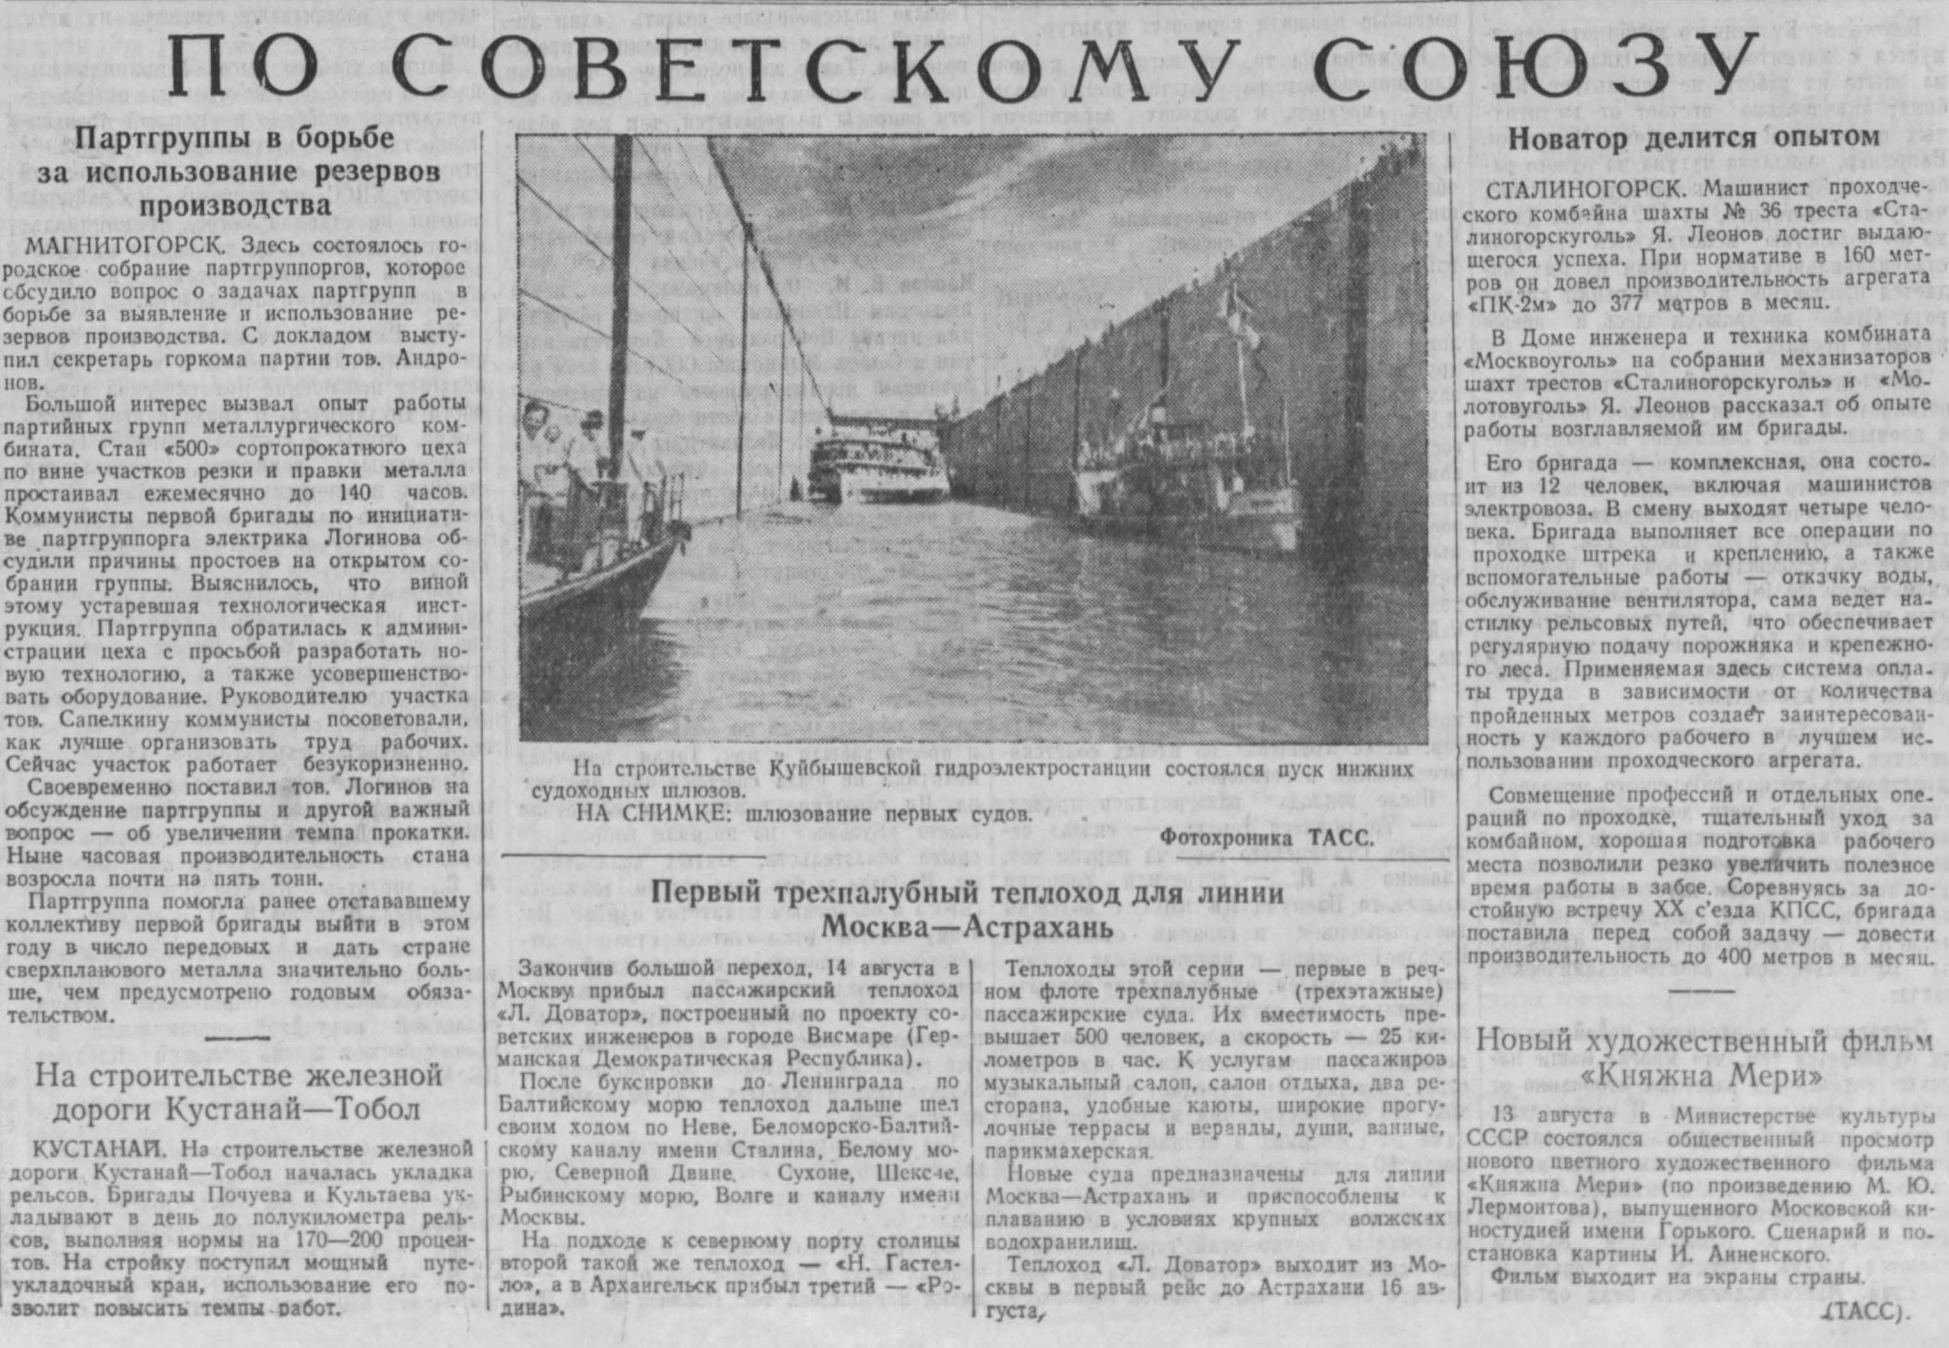 ПО СОВЕТСКОМУ СОЮЗУ
Партгруппы в борьбе
за использование резервов
производства
МАГНИТОГОРСК. Здесь состоялось го-
родское собрание партгруппоргов, которое
обсудило вопрос о задачах партгрупп в
борьбе за выявление и использование ре-
зервов производства. С докладом высту-
пил секретарь горкома партии тов. Андро-
нов.
Большой интерес вызвал опыт работы
партийных групп металлургического ком-
бината. Стан «500» сортопрокатного цеха
по вине участков резки и правки металла
простаивал ежемесячно до 140 часов.
Коммунисты первой бригады по инициати-
ве партгруппорга электрика Логинова об-
судили причины простоев на открытом со-
брании группы. Выяснилось, что виной
этому устаревшая технологическая инст-
рукция. Партгруппа обратилась к админи-
страции цеха с просьбой разработать но-
вую технологию, а также усовершенство-
вать оборудование. Руководителю участка
тов. Сапелкину коммунисты посоветовали,
как лучше организовать труд рабочих.
Сейчас участок работает безукоризненно.
Своевременно поставил тов. Логинов на
обсуждение партгруппы и другой важный
вопрос — об увеличении темпа прокатки.
Ныне часовая производительность стана
возросла почти на пять тонн.
Партгруппа помогла ранее отстававшему
коллективу первой бригады выйти в этом
году в число передовых и дать стране
сверхпланового металла значительно боль-
ше, чем предусмотрено годовым обяза-
тельством.
На строительстве железной
дороги Кустанай—Тобол
КУСТАНАЙ. На строительстве железной
дороги Кустанай—Тобол началась укладка
рельсов. Бригады Почуева и Культаева ук-
ладывают в день до полукилометра рель-
сов, выполняя нормы на 170—200 процен-
тов. На стройку поступил мощный путе-
укладочный кран, использование его по-
зволит повысить темпы работ.
На строительстве Куйбышевской гидроэлектростанции состоялся пуск нижних
судоходных шлюзов.
НА СНИМКЕ: шлюзование первых судов.
Фотохроника ТАСС.
Первый трехпалубный теплоход для линии
Москва—Астрахань
Закончив большой переход, 14 августа в
Москву прибыл пассажирский теплоход
«Л. Доватор», построенный по проекту со-
ветских инженеров в городе Висмаре (Гер-
манская Демократическая Республика).
После буксировки до Ленинграда по
Балтийскому морю теплоход дальше шел
своим ходом по Неве, Беломорско-Балтий-
скому каналу имени Сталина, Белому мо-
рю, Северной Двине, Сухоне, Шексне,
Рыбинскому морю, Волге и каналу имени
Москвы.
На подходе к северному порту столицы
второй такой же теплоход — «Н. Гастел-
ло», а в Архангельск прибыл третий — «Ро-
дина».
Теплоходы этой серии — первые в реч-
ном флоте трехпалубные (трехэтажные)
пассажирские суда. Их вместимость пре-
вышает 500 человек, а скорость — 25 ки-
лометров в час. К услугам пассажиров
музыкальный салон, салон отдыха, два ре-
сторана, удобные каюты, широкие прогу-
лочные террасы и веранды, души, ванные,
парикмахерская.
Новые суда предназначены для линии
Москва—Астрахань и приспособлены к
плаванию в условиях крупных волжских
водохранилищ.
Теплоход «Л. Доватор» выходит из Мо-
сквы в первый рейс до Астрахани 16 ав-
густа.
Новатор делится опытом
СТАЛИНОГОРСК. Машинист проходче-
ского комбайна шахты № 36 треста «Ста-
линогорскуголь» Я. Леонов достиг выдаю-
щегося успеха. При нормативе в 160 мет-
ров он довел производительность агрегата
«ПК-2м» до 377 метров в месяц.
В Доме инженера и техника комбината
«Москвоуголь» на собрании механизаторов
шахт трестов «Сталиногорскуголь» и «Мо-
лотовуголь» Я. Леонов рассказал об опыте
работы возглавляемой им бригады.
Его бригада — комплексная, она состо-
ит из 12 человек, включая машинистов
электровоза. В смену выходят четыре чело-
века. Бригада выполняет все операции по
проходке штрека и креплению, а также
вспомогательные работы — откачку воды,
обслуживание вентилятора, сама ведет на-
стилку рельсовых путей, что обеспечивает
регулярную подачу порожняка и крепежно-
го леса. Применяемая здесь система опла-
ты труда в зависимости от количества
пройденных метров создает заинтересован-
ность у каждого рабочего в лучшем ис-
пользовании проходческого агрегата.
Совмещение профессий и отдельных опе-
раций по проходке, тщательный уход за
комбайном, хорошая подготовка рабочего
места позволили резко увеличить полезное
время работы в забое. Соревнуясь за до-
стойную встречу XX с'езда КПСС, бригада
поставила перед собой задачу — довести
производительность до 400 метров в месяц.
Новый художественный фильм
«Княжна Мери»
13 августа в Министерстве культуры
СССР состоялся общественный просмотр
нового цветного художественного фильма
«Княжна Мери» (по произведению М. Ю.
Лермонтова), выпущенного Московской ки-
ностудией имени Горького. Сценарий и по-
становка картины И. Анненского.
Фильм выходит на экраны страны.
(ТАСС).